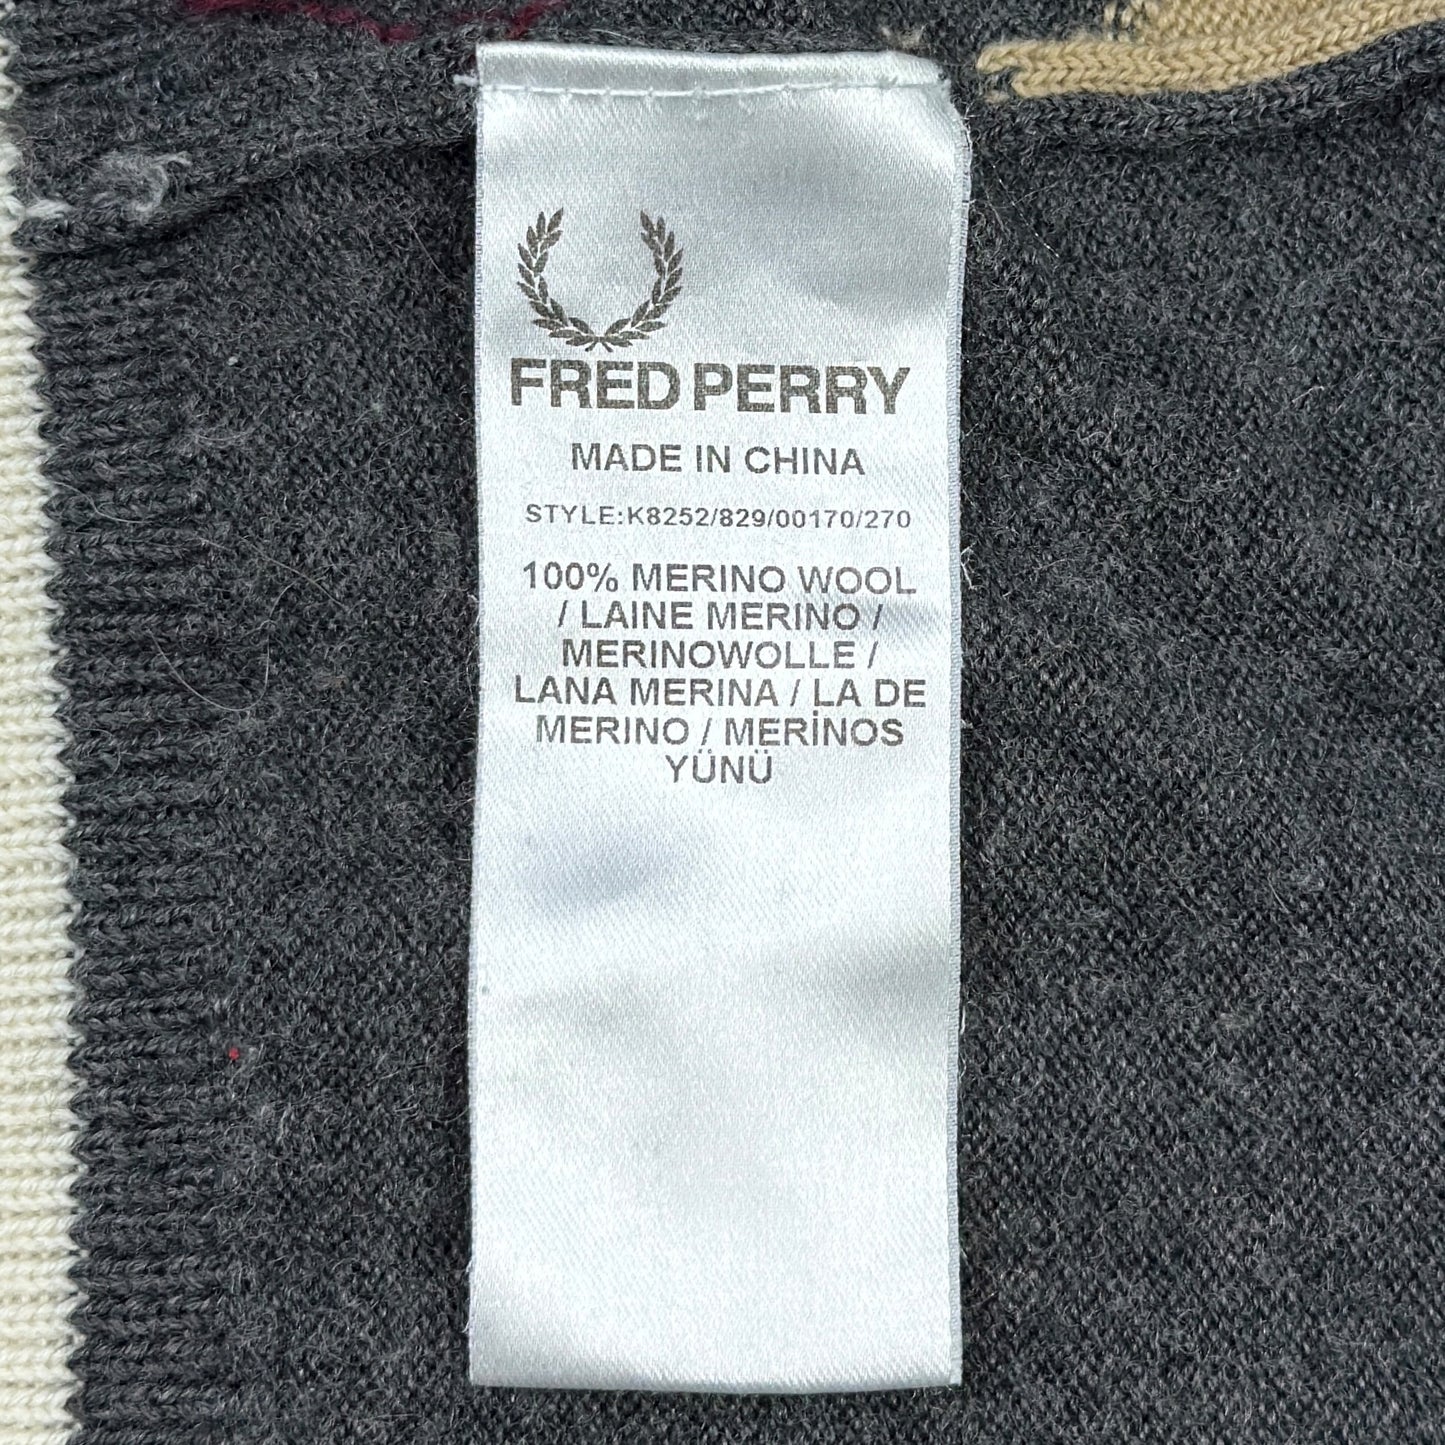 FRED PERRY
MADE IN CHINA
STYLE:K8252/829/00170/270
100% MERINO WOOL
/ LAINE MERINO /
MERINOWOLLE /
LANA MERINA / LA DE
MERINO / MERİNOS
YÜNÜ